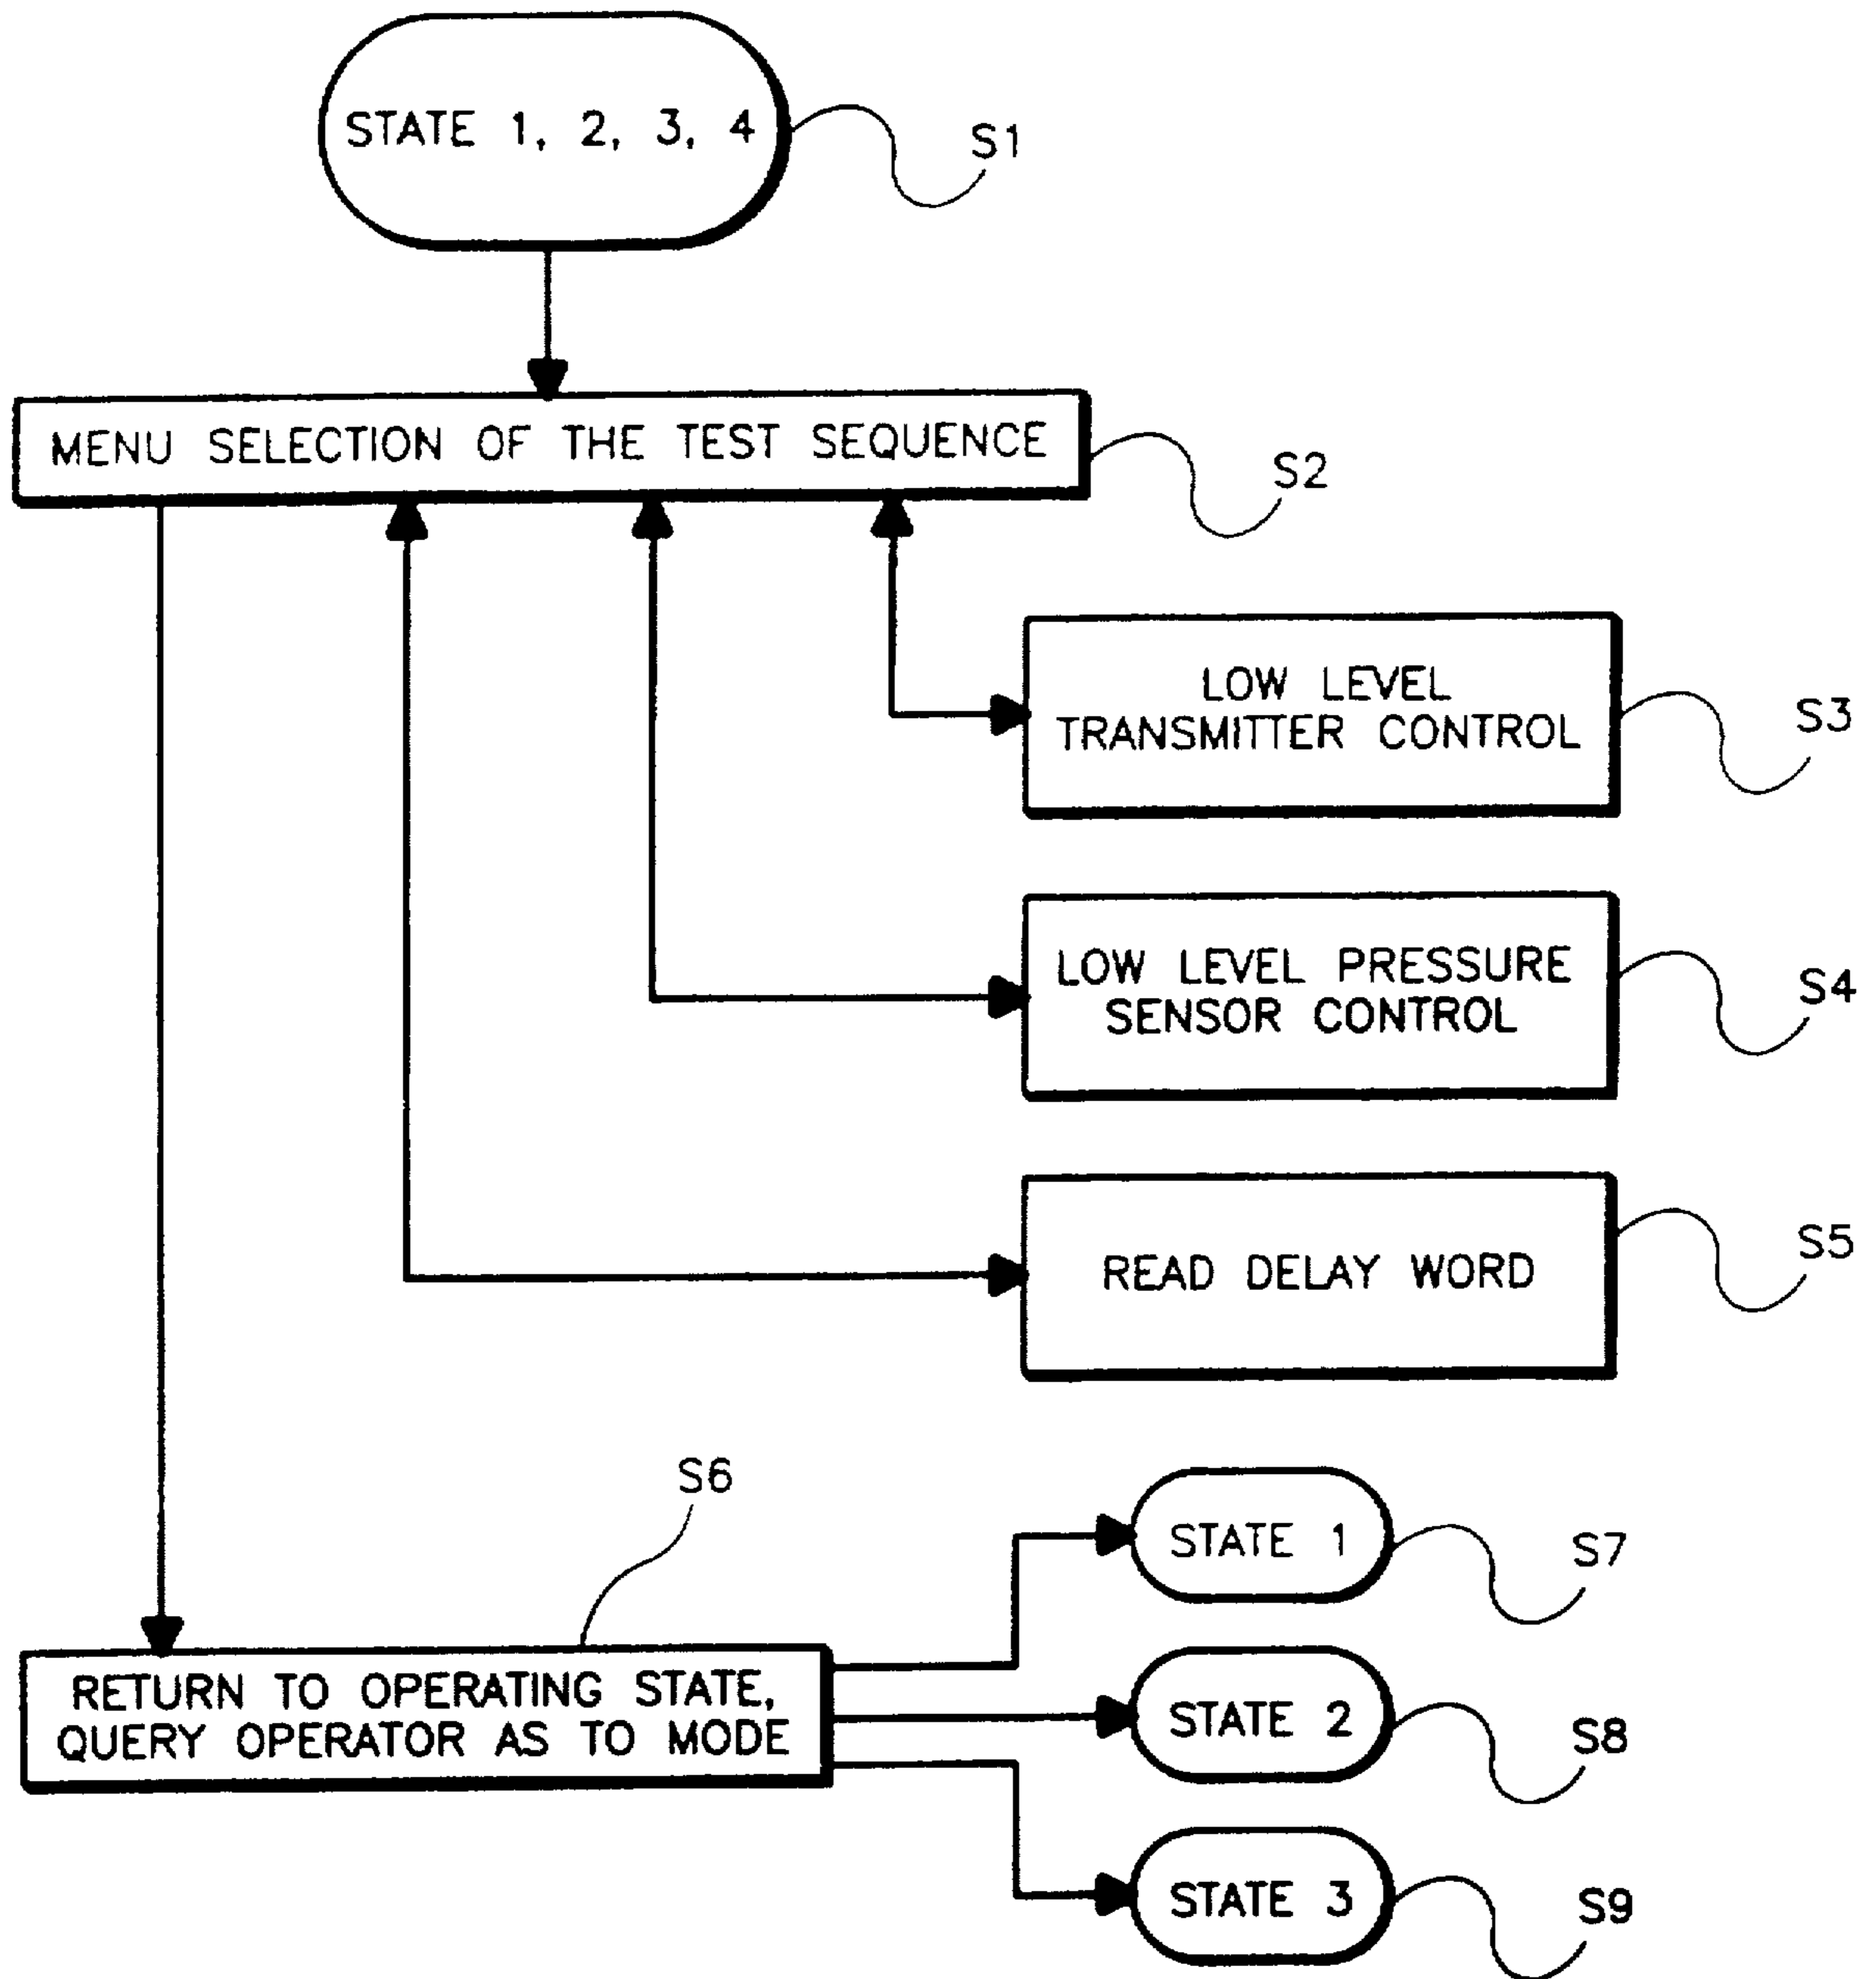 STATE 1, 2, 3, 4
S1
MENU SELECTION OF THE TEST SEQUENCE
S2
LOW LEVEL
TRANSMITTER CONTROL
S3
LOW LEVEL PRESSURE
SENSOR CONTROL
S4
READ DELAY WORD
S5
S6
RETURN TO OPERATING STATE,
QUERY OPERATOR AS TO MODE
STATE 1
S7
STATE 2
S8
STATE 3
S9